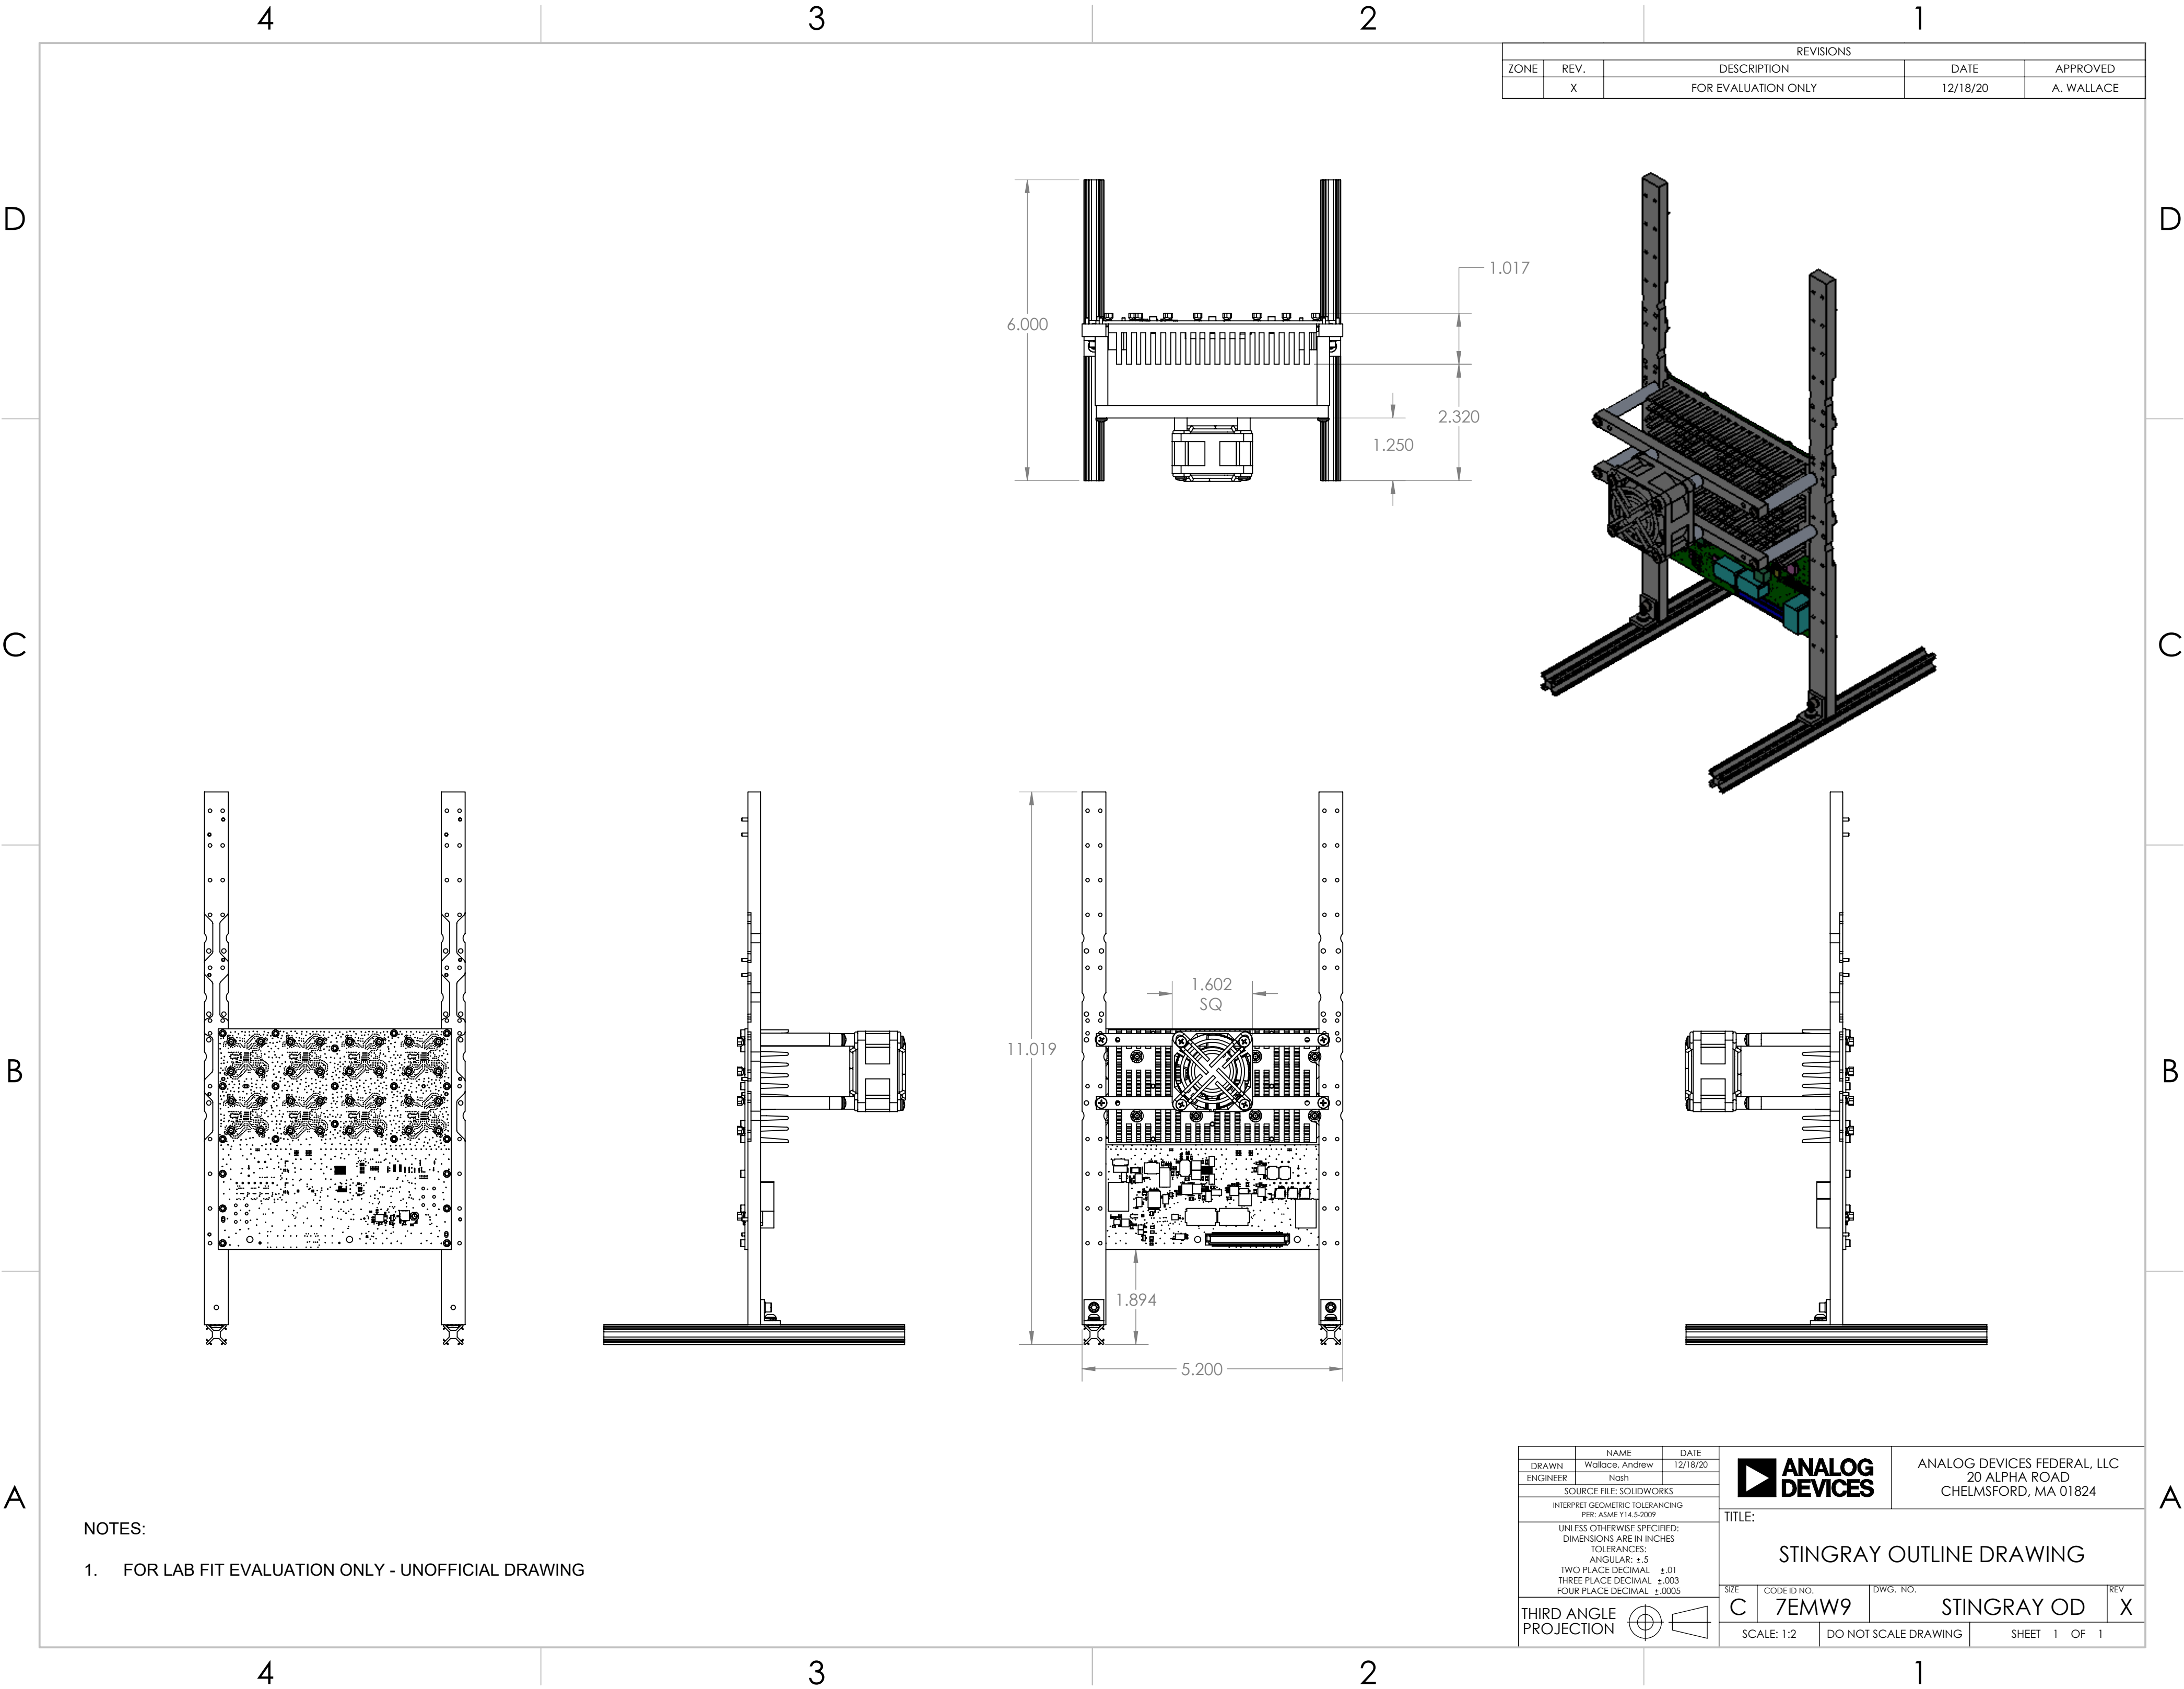 4 3 2 1
REVISIONS
ZONE REV. DESCRIPTION DATE APPROVED
X FOR EVALUATION ONLY 12/18/20 A. WALLACE
D D
1.017
6.000
2.320
1.250
C C
1.602
SQ
11.019
B B
1.894
5.200
A A
NOTES:
1. FOR LAB FIT EVALUATION ONLY - UNOFFICIAL DRAWING
NAME DATE
DRAWN Wallace, Andrew 12/18/20
ENGINEER Nash
SOURCE FILE: SOLIDWORKS
INTERPRET GEOMETRIC TOLERANCING
PER: ASME Y14.5-2009
UNLESS OTHERWISE SPECIFIED:
DIMENSIONS ARE IN INCHES
TOLERANCES:
ANGULAR: ±.5
TWO PLACE DECIMAL ±.01
THREE PLACE DECIMAL ±.003
FOUR PLACE DECIMAL ±.0005
THIRD ANGLE
PROJECTION
ANALOG
DEVICES
ANALOG DEVICES FEDERAL, LLC
20 ALPHA ROAD
CHELMSFORD, MA 01824
TITLE:
STINGRAY OUTLINE DRAWING
SIZE CODE ID NO. DWG. NO. REV
C 7EMW9 STINGRAY OD X
SCALE: 1:2 DO NOT SCALE DRAWING SHEET 1 OF 1
4 3 2 1